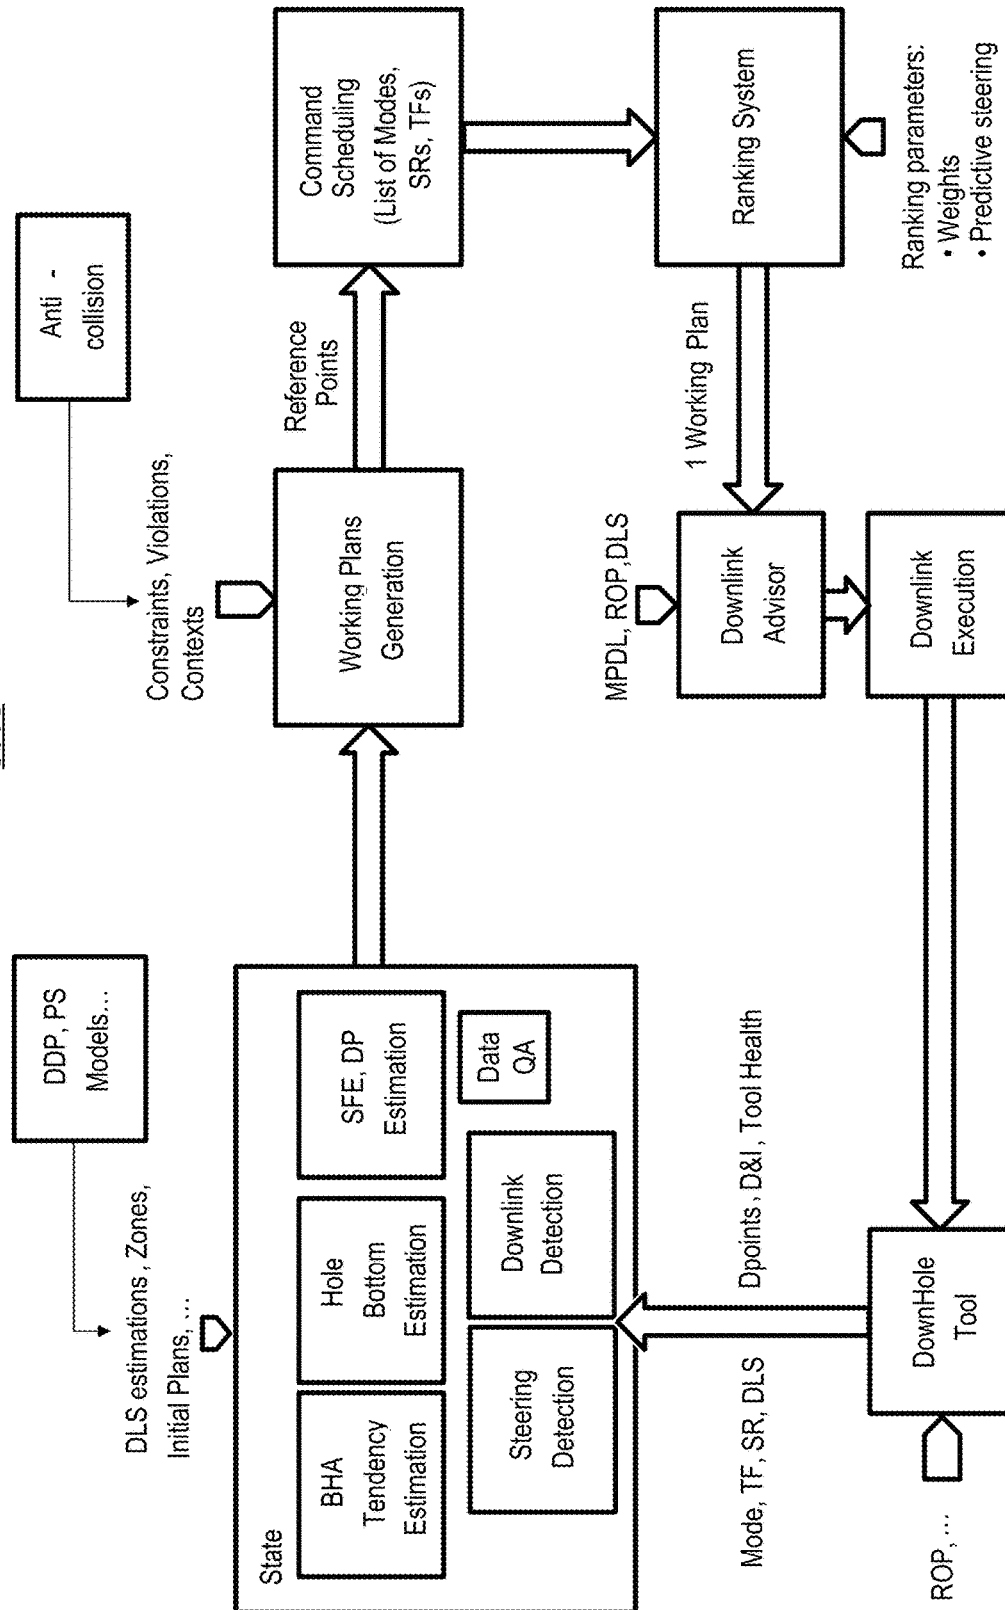 DDP, PS
Models...
Anti -
collision
DLS estimations , Zones,
Initial Plans, ...
Constraints, Violations,
Contexts
State
BHA
Tendency
Estimation
Hole
Bottom
Estimation
SFE, DP
Estimation
Steering
Detection
Downlink
Detection
Data
QA
Working Plans
Generation
Reference
Points
Command
Scheduling
(List of Modes,
SRs, TFs)
Mode, TF, SR, DLS
Dpoints , D&I , Tool Health
MPDL, ROP,DLS
Downlink
Advisor
1 Working Plan
Ranking System
ROP, ...
DownHole
Tool
Downlink
Execution
Ranking parameters:
• Weights
• Predictive steering